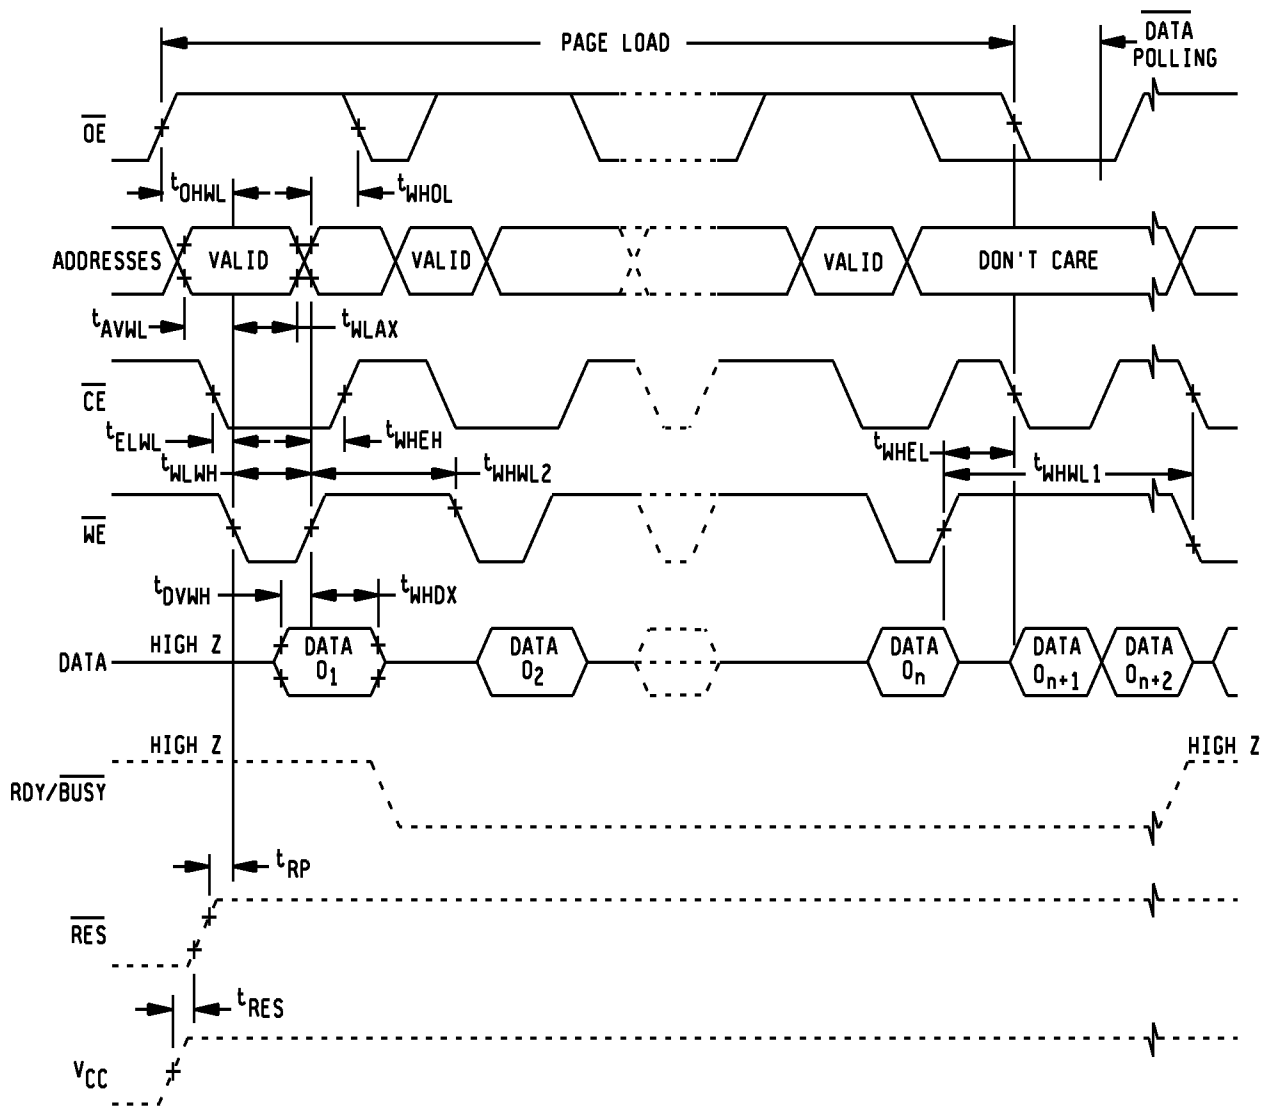 PAGE LOAD
DATA POLLING
OE
tOHWL
tWHOL
ADDRESSES
VALID
VALID
VALID
DON'T CARE
tAVWL
tWLAX
CE
tELWL
tWHEH
tWHEL
tWLWH
tWHWL2
tWHWL1
WE
tDVWH
tWHDX
DATA
HIGH Z
DATA O1
DATA O2
DATA On
DATA On+1
DATA On+2
HIGH Z
HIGH Z
RDY/BUSY
tRP
RES
tRES
VCC